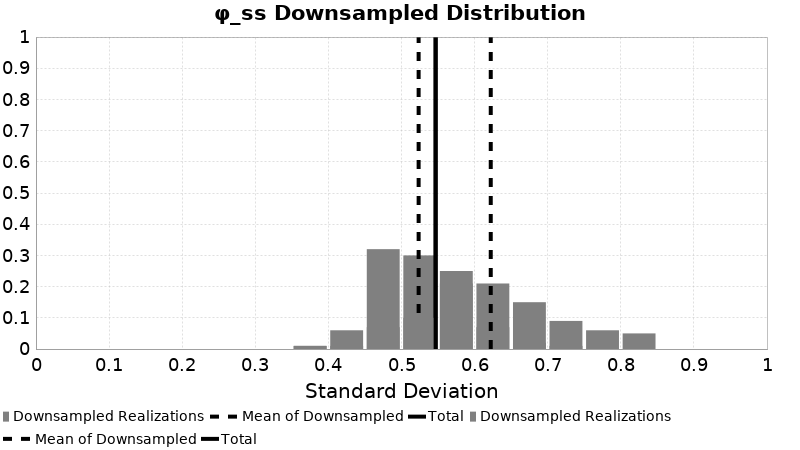 φ_ss Downsampled Distribution
1
0.9
0.8
0.7
0.6
0.5
0.4
0.3
0.2
0.1
0
0 0.1 0.2 0.3 0.4 0.5 0.6 0.7 0.8 0.9 1
Standard Deviation
Downsampled Realizations Mean of Downsampled Total Downsampled Realizations
Mean of Downsampled Total